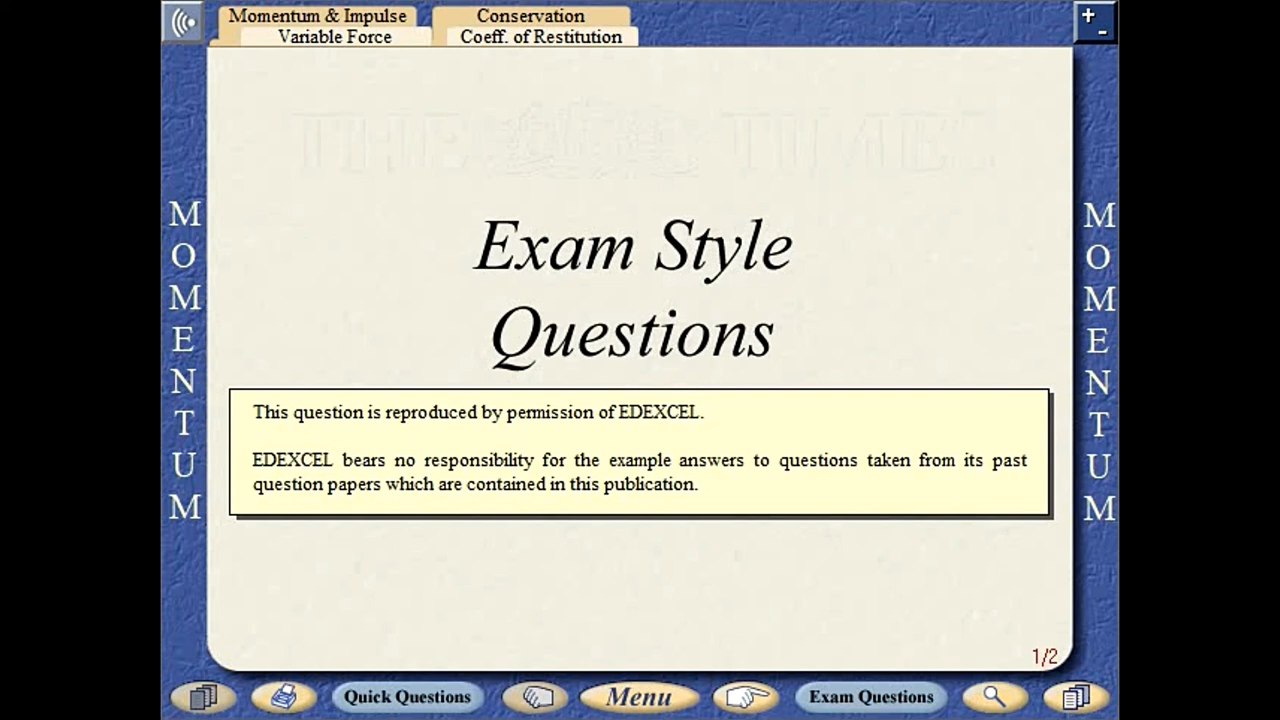 Momentum & Impulse
Conservation
Variable Force
Coeff. of Restitution
+
-
THE TIMES
MOMENTUM
MOMENTUM
Exam Style
Questions
This question is reproduced by permission of EDEXCEL.
EDEXCEL bears no responsibility for the example answers to questions taken from its past
question papers which are contained in this publication.
1/2
Quick Questions
Menu
Exam Questions